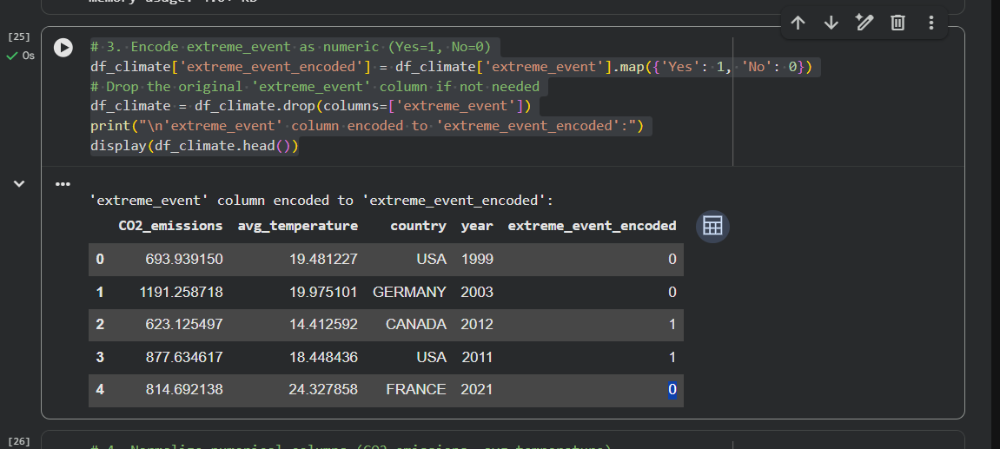 [25]
0s
# 3. Encode extreme_event as numeric (Yes=1, No=0)
df_climate['extreme_event_encoded'] = df_climate['extreme_event'].map({'Yes': 1, 'No': 0})
# Drop the original 'extreme_event' column if not needed
df_climate = df_climate.drop(columns=['extreme_event'])
print("\n'extreme_event' column encoded to 'extreme_event_encoded':")
display(df_climate.head())
'extreme_event' column encoded to 'extreme_event_encoded':
CO2_emissions avg_temperature country year extreme_event_encoded
0 693.939150 19.481227 USA 1999 0
1 1191.258718 19.975101 GERMANY 2003 0
2 623.125497 14.412592 CANADA 2012 1
3 877.634617 18.448436 USA 2011 1
4 814.692138 24.327858 FRANCE 2021 0
[26]